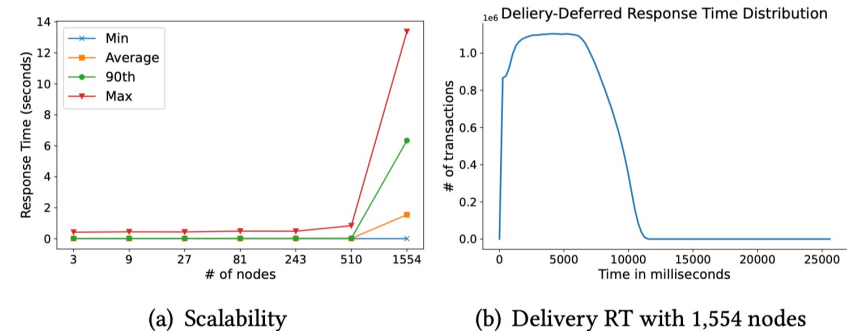 14
12
10
8
6
4
2
0
Response Time (seconds)
Min
Average
90th
Max
3 9 27 81 243 510 1554
# of nodes
(a) Scalability
1e6
Deliery-Deferred Response Time Distribution
1.0
0.8
0.6
0.4
0.2
0.0
# of transactions
0 5000 10000 15000 20000 25000
Time in milliseconds
(b) Delivery RT with 1,554 nodes